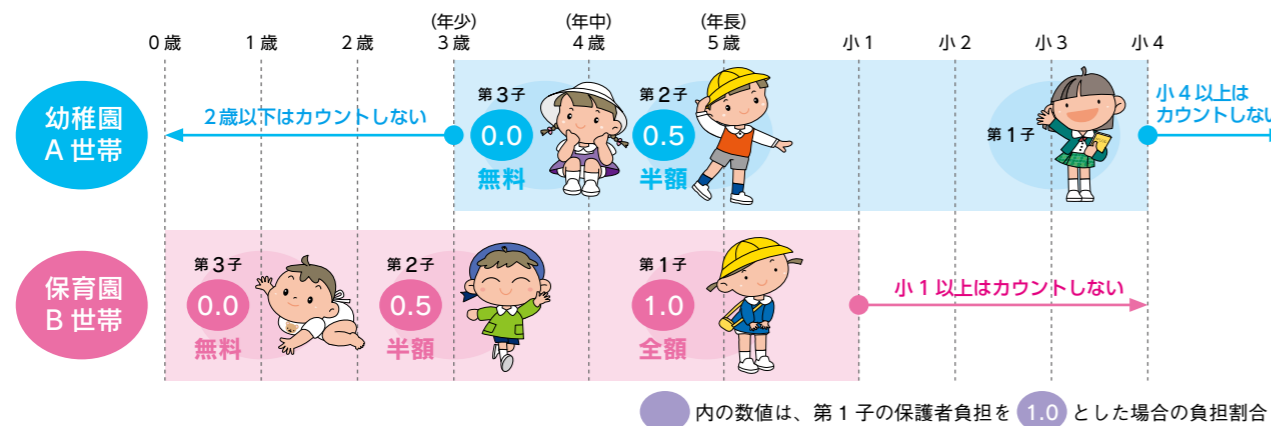 (年少) (年中) (年長)
0歳 1歳 2歳 3歳 4歳 5歳 小1 小2 小3 小4
幼稚園
A世帯
2歳以下はカウントしない
第3子
0.0
無料
第2子
0.5
半額
第1子
小4以上は
カウントしない
保育園
B世帯
第3子
0.0
無料
第2子
0.5
半額
第1子
1.0
全額
小1以上はカウントしない
内の数値は、第1子の保護者負担を 1.0 とした場合の負担割合